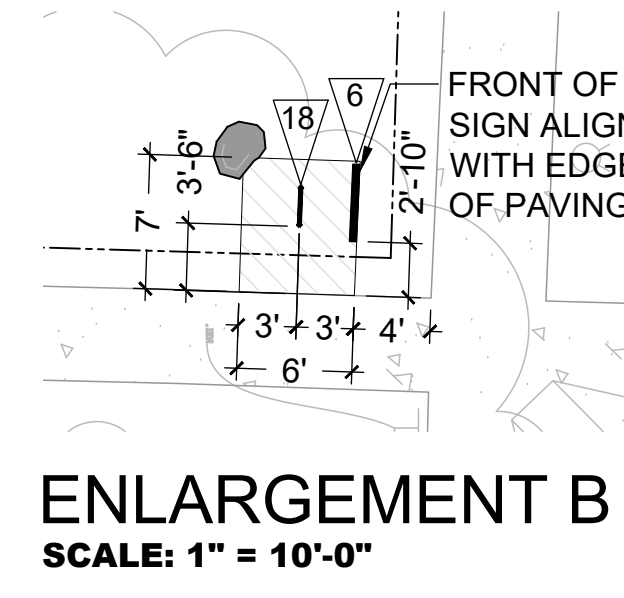 6
18
FRONT OF
SIGN ALIGN
WITH EDGE
OF PAVING
3'-6"
2'-10"
7'
3' 3' 4'
6'
ENLARGEMENT B
SCALE: 1" = 10'-0"